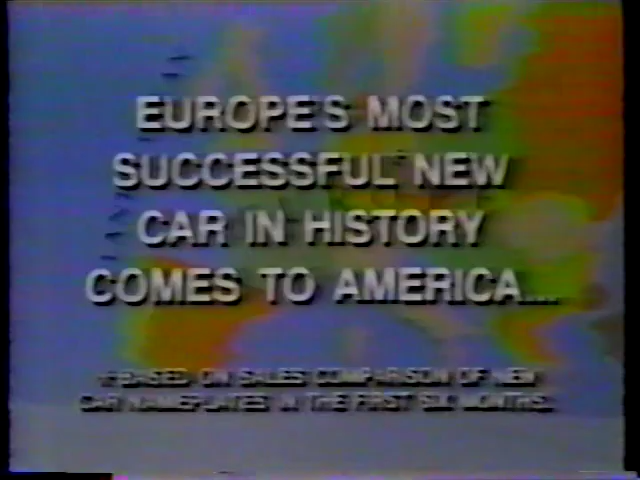 EUROPE'S MOST
SUCCESSFUL* NEW
CAR IN HISTORY
COMES TO AMERICA...
*BASED ON SALES COMPARISON OF NEW
CAR NAMEPLATES IN THE FIRST SIX MONTHS.